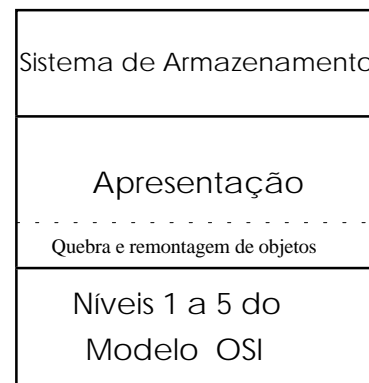 Sistema de Armazenamento
Apresentação
Quebra e remontagem de objetos
Níveis 1 a 5 do
Modelo OSI